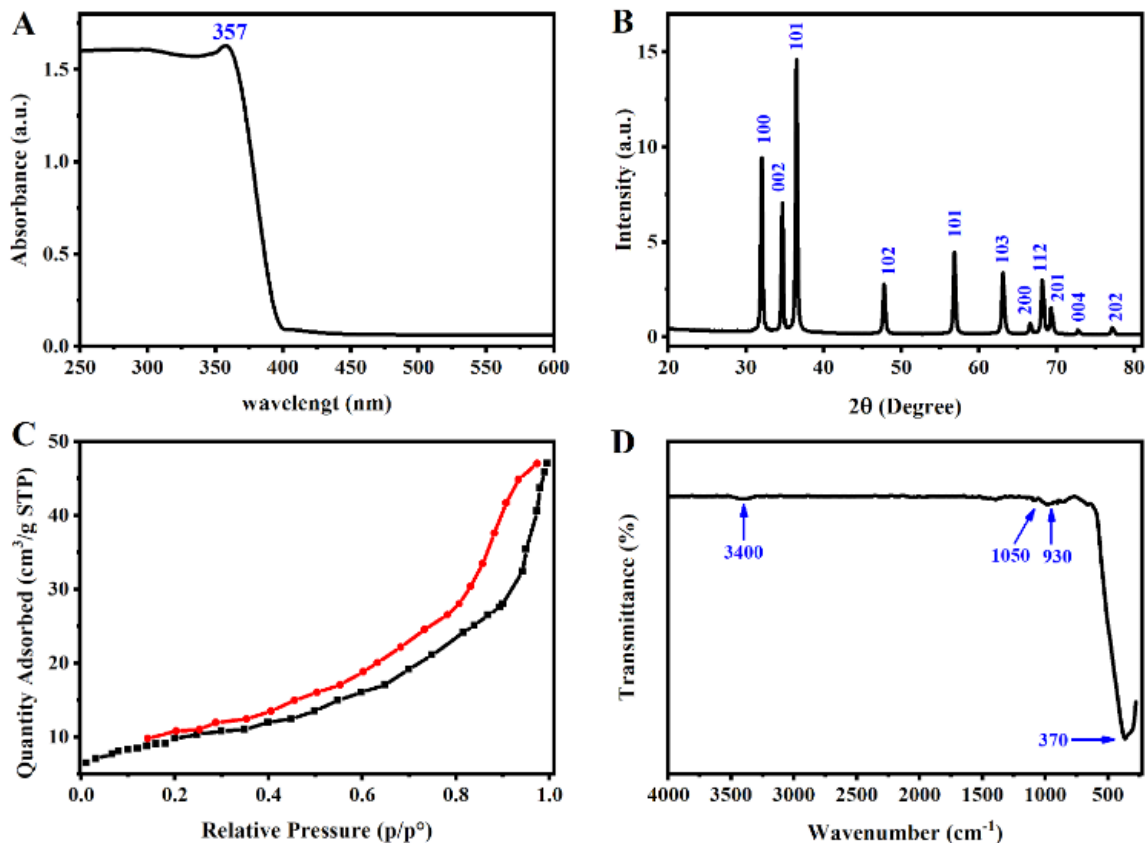 A
357
Absorbance (a.u.)
1.5
1.0
0.5
0.0
250 300 350 400 450 500 550 600
wavelengt (nm)
B
101
100
002
102
101
103
200
112
201
004
202
Intensity (a.u.)
15
10
5
0
20 30 40 50 60 70 80
2θ (Degree)
C
Quantity Adsorbed (cm³/g STP)
50
40
30
20
10
0.0 0.2 0.4 0.6 0.8 1.0
Relative Pressure (p/p°)
D
Transmittance (%)
3400
1050
930
370
4000 3500 3000 2500 2000 1500 1000 500
Wavenumber (cm⁻¹)